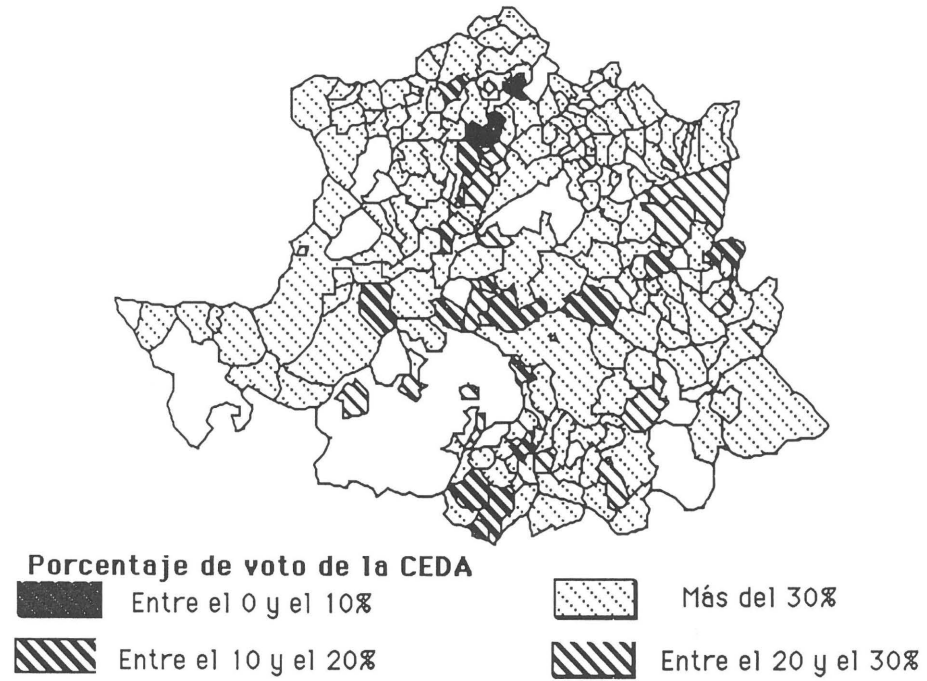 Porcentaje de voto de la CEDA
Entre el 0 y el 10%
Más del 30%
Entre el 10 y el 20%
Entre el 20 y el 30%